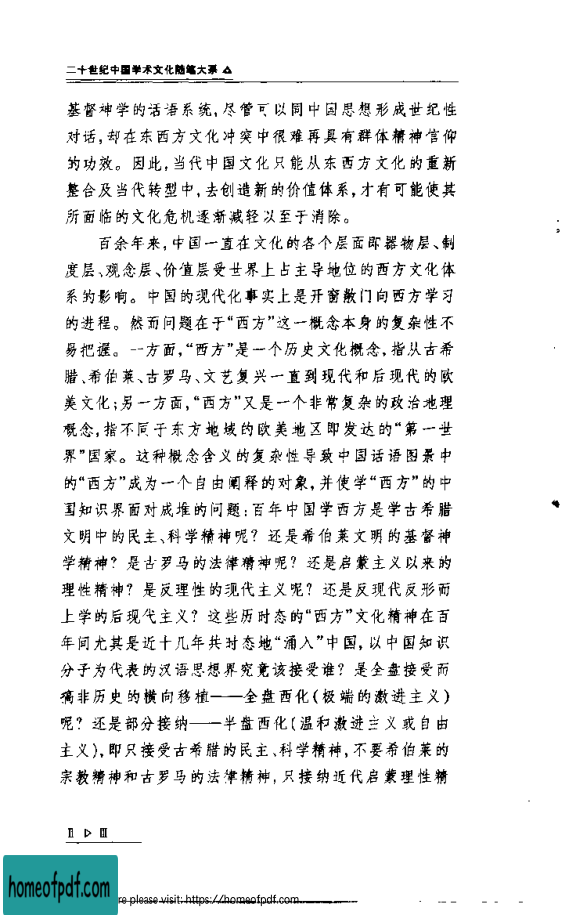 二十世纪中国学术文化随笔大系 △
基督神学的话语系统,尽管可以同中国思想形成世纪性
对话,却在东西方文化冲突中很难再具有群体精神信仰
的功效。因此,当代中国文化只能从东西方文化的重新
整合及当代转型中,去创造新的价值体系,才有可能使其
所面临的文化危机逐渐减轻以至于消除。
百余年来,中国一直在文化的各个层面即器物层、制
度层、观念层、价值层受世界上占主导地位的西方文化体
系的影响。中国的现代化事实上是开窗敞门向西方学习
的进程。然而问题在于“西方”这一概念本身的复杂性不
易把握。一方面,“西方”是一个历史文化概念,指从古希
腊、希伯莱、古罗马、文艺复兴一直到现代和后现代的欧
美文化;另一方面,“西方”又是一个非常复杂的政治地理
概念,指不同于东方地域的欧美地区即发达的“第一世
界”国家。这种概念含义的复杂性导致中国话语图景中
的“西方”成为一个自由阐释的对象,并使学“西方”的中
国知识界面对成堆的问题:百年中国学西方是学古希腊
文明中的民主、科学精神呢?还是希伯莱文明的基督神
学精神?是古罗马的法律精神呢?还是启蒙主义以来的
理性精神?是反理性的现代主义呢?还是反现代反形而
上学的后现代主义?这些历时态的“西方”文化精神在百
年间尤其是近十几年共时态地“涌入”中国,以中国知识
分子为代表的汉语思想界究竟该接受谁?是全盘接受而
搞非历史的横向移植——全盘西化(极端的激进主义)
呢?还是部分接纳——半盘西化(温和激进主义或自由
主义),即只接受古希腊的民主、科学精神,不要希伯莱的
宗教精神和古罗马的法律精神,只接纳近代启蒙理性精
Ⅱ ▷ Ⅲ
homeofpdf.com
re please visit: https://homeofpdf.com